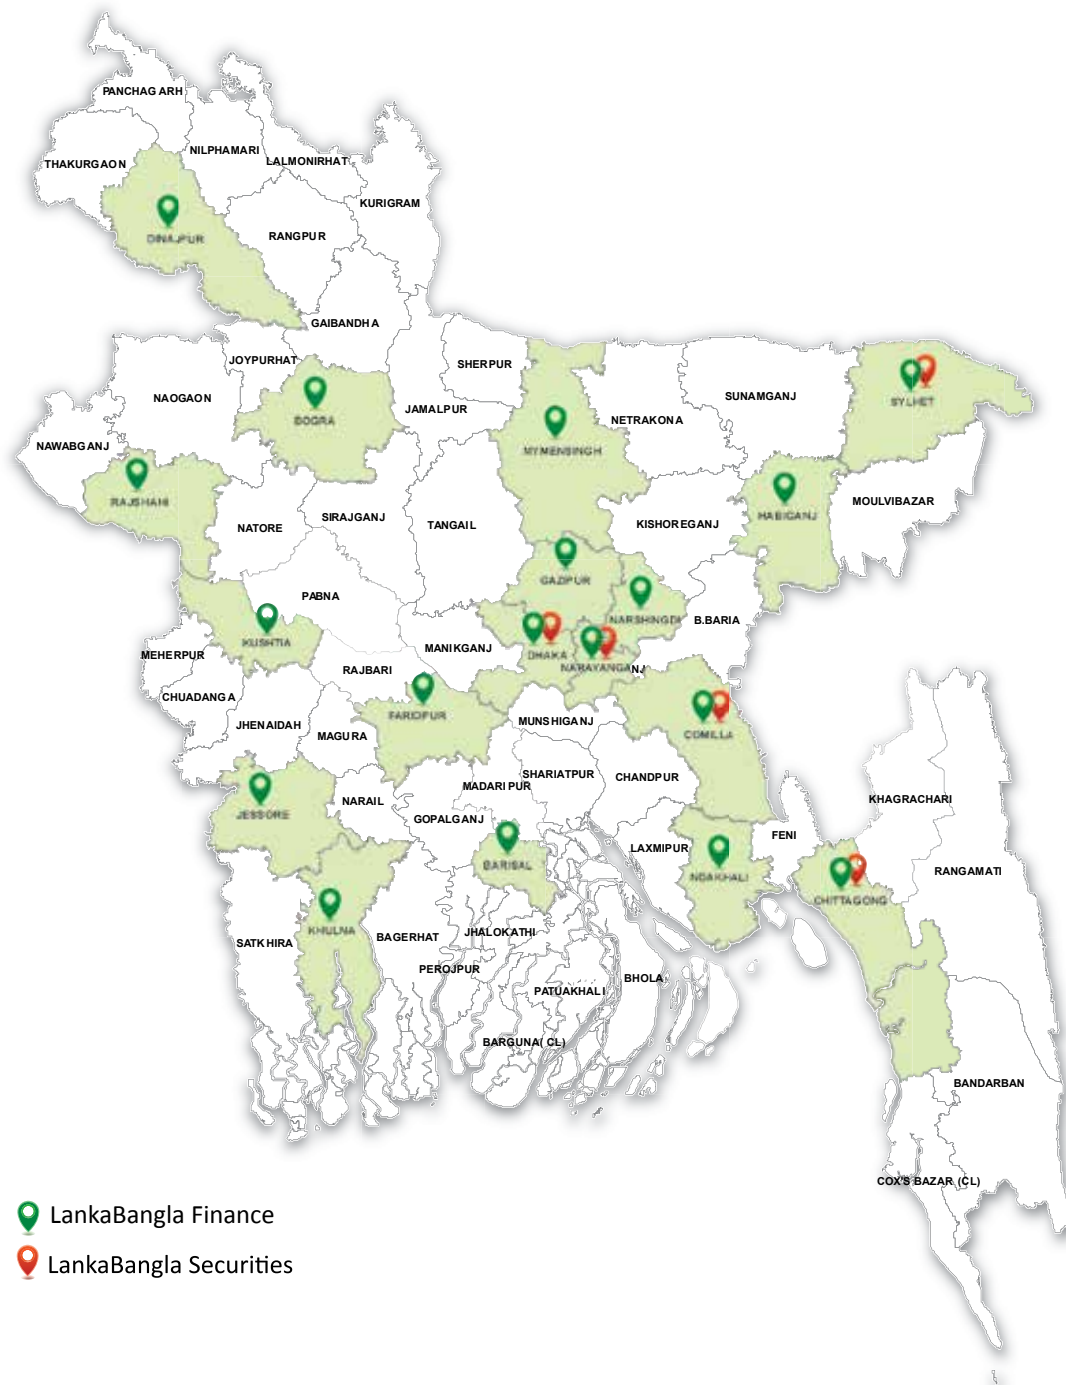 PANCHAG ARH
THAKURGAON
NILPHAMARI
LALMONIRHAT
KURIGRAM
DINAJPUR
RANGPUR
GAIBANDHA
JOYPURHAT
SHERPUR
NAOGAON
BOGRA
JAMALPUR
MYMENSINGH
NETRAKONA
SUNAMGANJ
SYLHET
NAWABGANJ
RAJSHAHI
NATORE
SIRAJGANJ
TANGAIL
KISHOREGANJ
HABIGANJ
MOULVIBAZAR
PABNA
GAZIPUR
NARSHINGDI
B.BARIA
KUSHTIA
MEHERPUR
RAJBARI
MANIKGANJ
DHAKA
NARAYANGANJ
CHUADANGA
JHENAIDAH
MAGURA
FARIDPUR
MUNSHIGANJ
COMILLA
JESSORE
NARAIL
GOPALGANJ
MADARIPUR
SHARIATPUR
CHANDPUR
KHAGRACHARI
LAXMIPUR
FENI
RANGAMATI
BARISAL
NOAKHALI
CHITTAGONG
SATKHIRA
KHULNA
BAGERHAT
JHALOKATHI
PEROJPUR
PATUAKHALI
BHOLA
BARGUNA( CL)
BANDARBAN
COX'S BAZAR (CL)
LankaBangla Finance
LankaBangla Securities